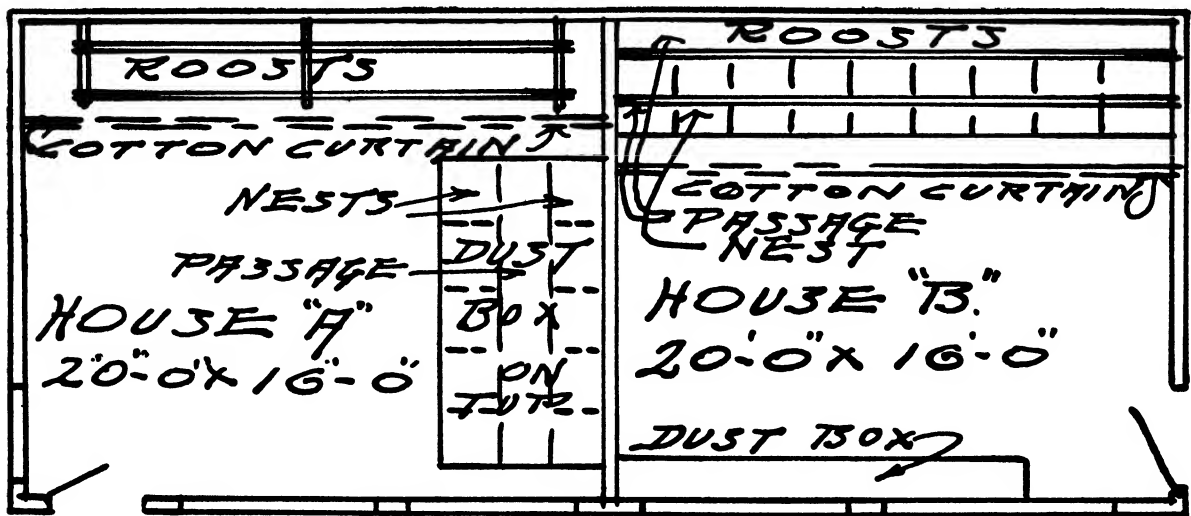 ROOSTS
COTTON CURTAIN
NESTS
PASSAGE
DUST
BOX
ON
TOP
HOUSE "A"
20'-0" X 16'-0"
ROOSTS
COTTON CURTAIN
PASSAGE
NEST
HOUSE "B."
20'-0" X 16'-0"
DUST BOX